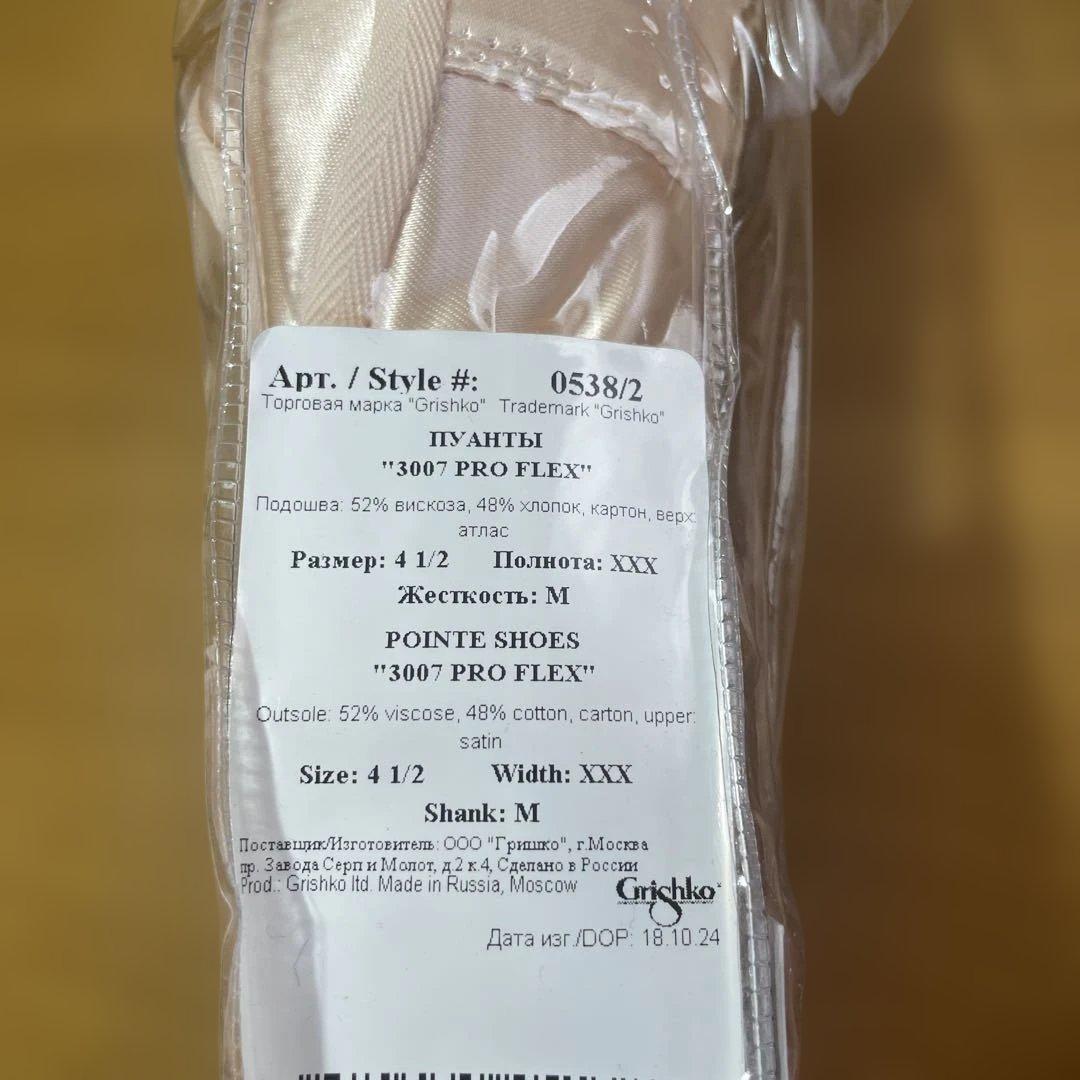 Арт. / Style #: 0538/2
Торговая марка "Grishko" Trademark "Grishko"
ПУАНТЫ
"3007 PRO FLEX"
Подошва: 52% вискоза, 48% хлопок, картон, верх:
атлас
Размер: 4 1/2 Полнота: XXX
Жесткость: M
POINTE SHOES
"3007 PRO FLEX"
Outsole: 52% viscose, 48% cotton, carton, upper:
satin
Size: 4 1/2 Width: XXX
Shank: M
Поставщик/Изготовитель: ООО "Гришко", г.Москва
пр. Завода Серп и Молот, д.2 к.4, Сделано в России
Prod.: Grishko ltd. Made in Russia, Moscow
Grishko
Дата изг./DOP: 18.10.24